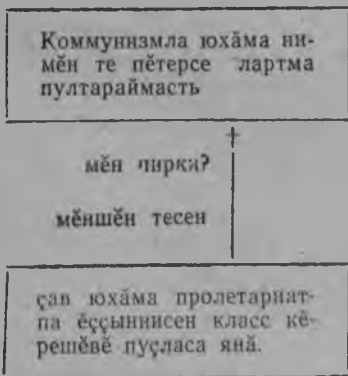 Коммунизмла юхăма ни-
мĕн те пĕтерсе лартма
пултараймасть
мĕн чирки?
мĕншĕн тесен
çав юхăма пролетариат-
па ĕççыннисен класс кĕ-
решĕвĕ пуçласа янă.